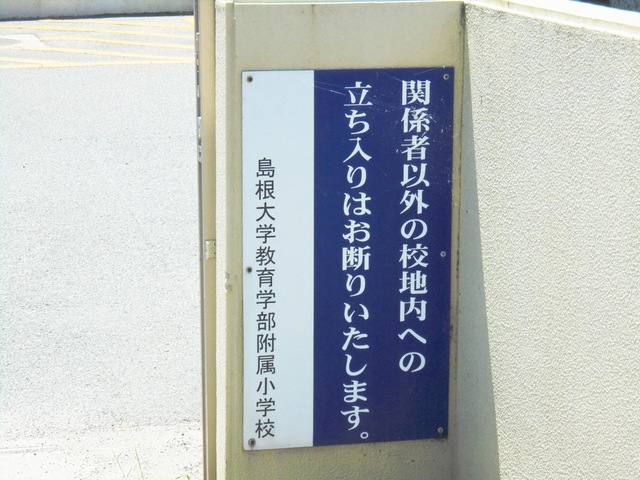 関係者以外の校地内への
立ち入りはお断りいたします。
島根大学教育学部附属小学校